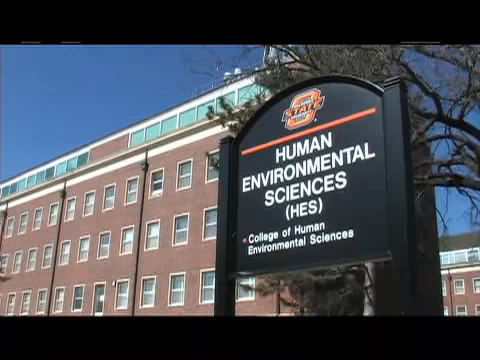 STATE
HUMAN
ENVIRONMENTAL
SCIENCES
(HES)
College of Human
Environmental Sciences